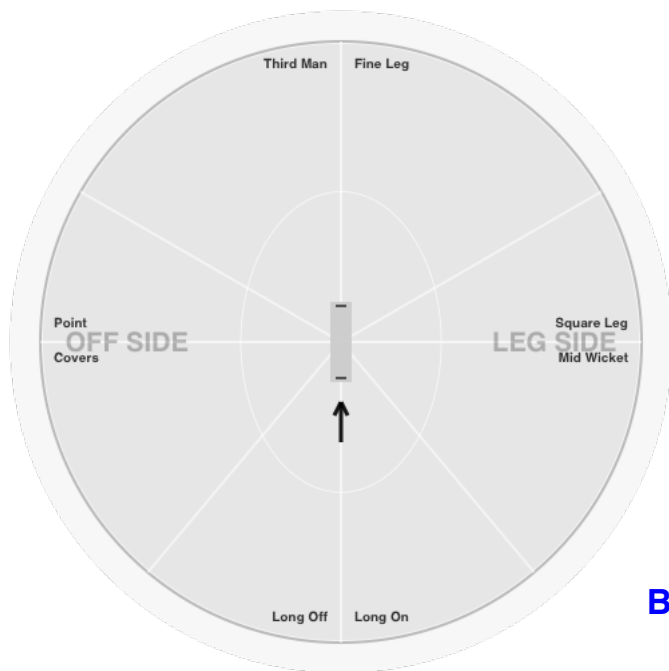 Third Man Fine Leg
Point
OFF SIDE
Covers
Square Leg
LEG SIDE
Mid Wicket
B
Long Off Long On